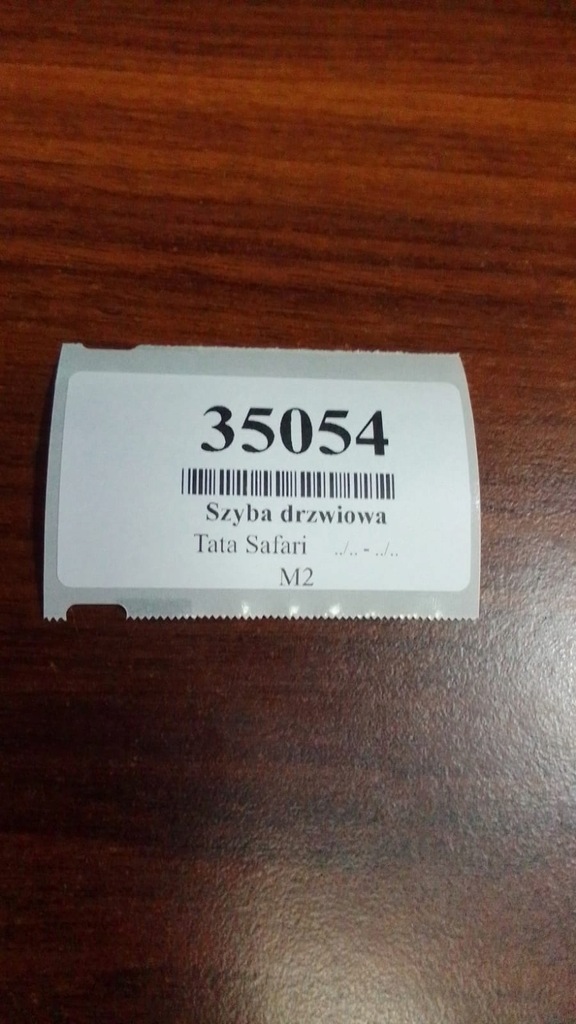 35054
Szyba drzwiowa
Tata Safari ../.. - ../..
M2